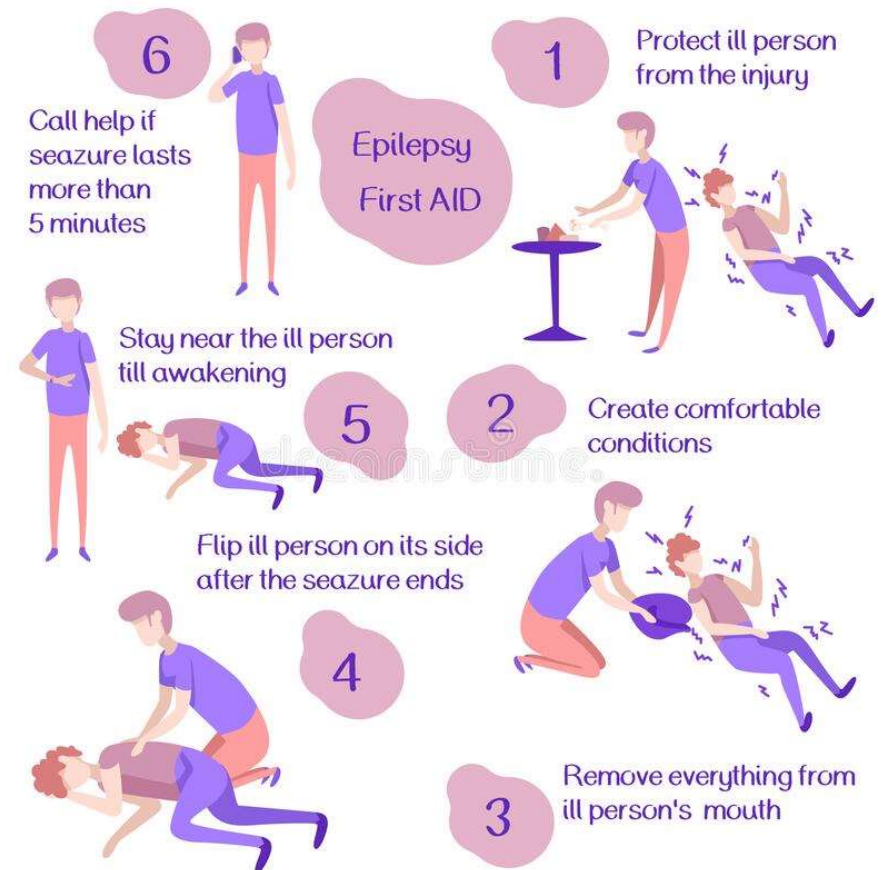 Epilepsy
First AID
1
Protect ill person
from the injury
2
Create comfortable
conditions
3
Remove everything from
ill person's mouth
4
Flip ill person on its side
after the seazure ends
5
Stay near the ill person
till awakening
6
Call help if
seazure lasts
more than
5 minutes
dreamstime.com